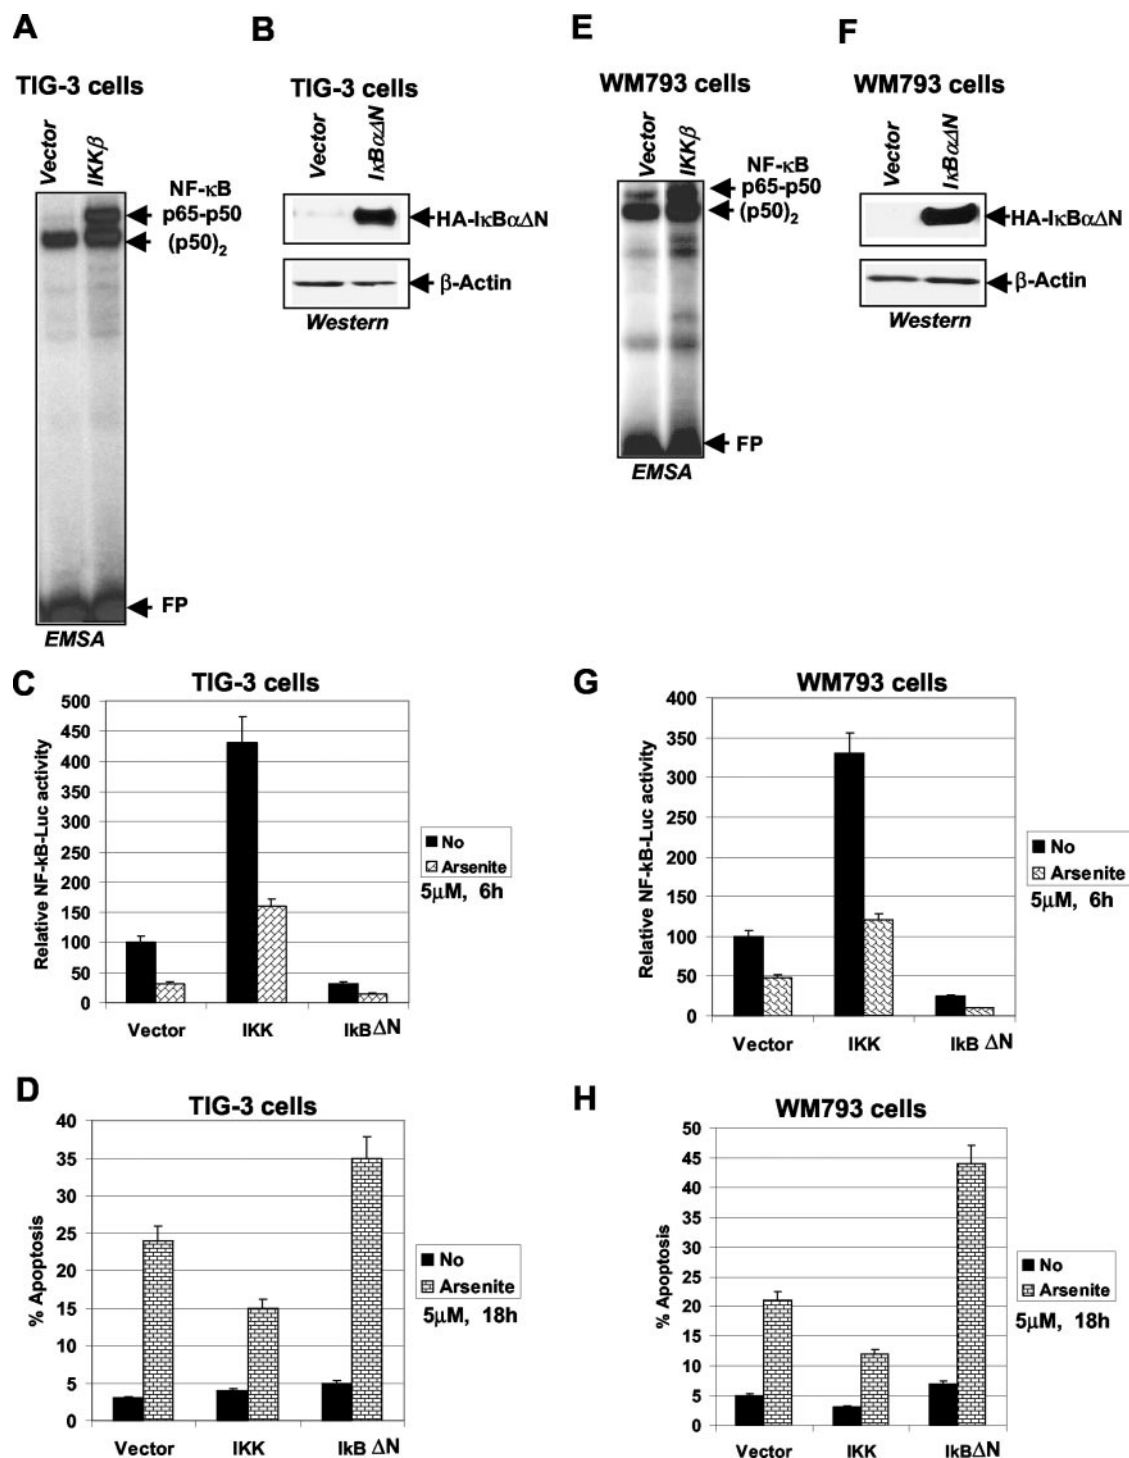 A
TIG-3 cells
Vector
IKKβ
NF-κB
p65-p50
(p50)2
FP
EMSA
B
TIG-3 cells
Vector
IκBαΔN
HA-IκBαΔN
β-Actin
Western
E
WM793 cells
Vector
IKKβ
NF-κB
p65-p50
(p50)2
FP
EMSA
F
WM793 cells
Vector
IκBαΔN
HA-IκBαΔN
β-Actin
Western
C
TIG-3 cells
Relative NF-kB-Luc activity
500
450
400
350
300
250
200
150
100
50
0
Vector IKK IkBΔN
No
Arsenite
5μM, 6h
G
WM793 cells
Relative NF-kB-Luc activity
400
350
300
250
200
150
100
50
0
Vector IKK IkB ΔN
No
Arsenite
5μM, 6h
D
TIG-3 cells
% Apoptosis
40
35
30
25
20
15
10
5
0
Vector IKK IkB ΔN
No
Arsenite
5μM, 18h
H
WM793 cells
% Apoptosis
50
45
40
35
30
25
20
15
10
5
0
Vector IKK IkBΔN
No
Arsenite
5μM, 18h